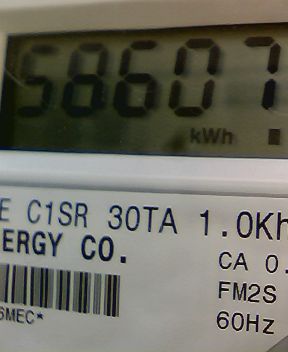 58607
kWh
E C1SR 30TA 1.0Kh
ERGY CO.
CA 0.
FM2S
60Hz
6MEC*